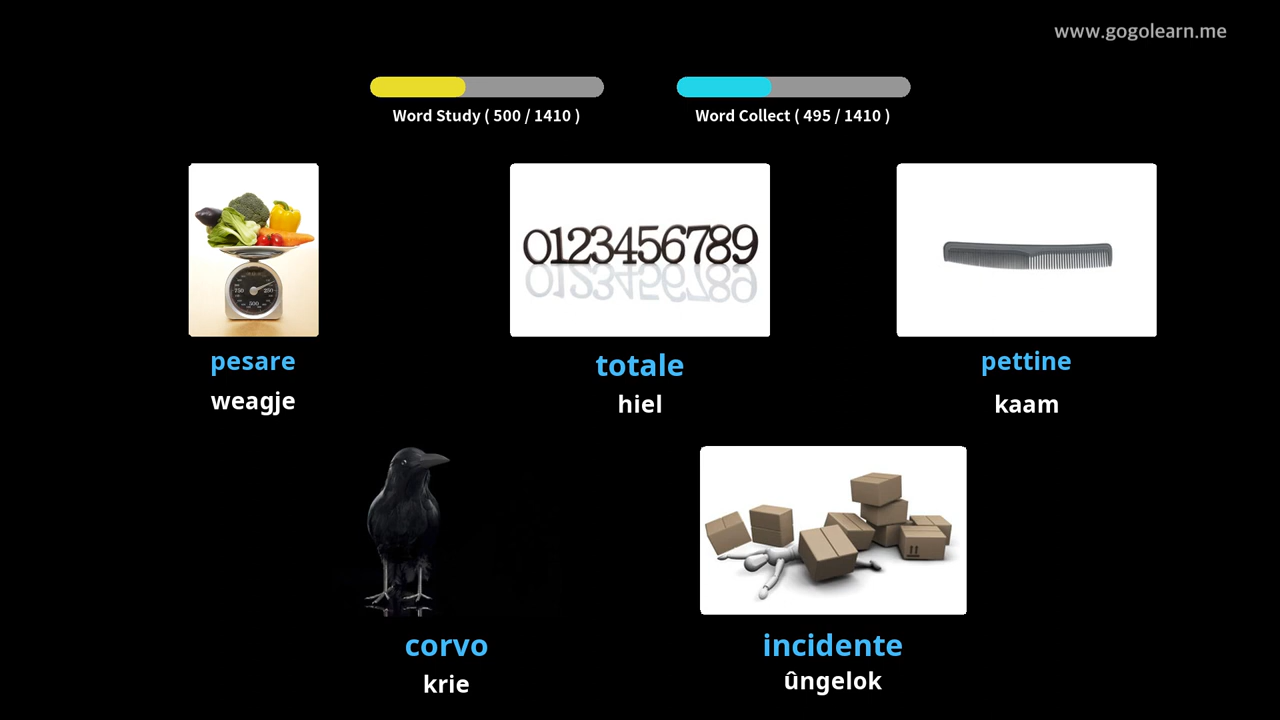 www.gogolearn.me
Word Study ( 500 / 1410 )
Word Collect ( 495 / 1410 )
0123456789
pesare
weagje
totale
hiel
pettine
kaam
corvo
krie
incidente
ûngelok